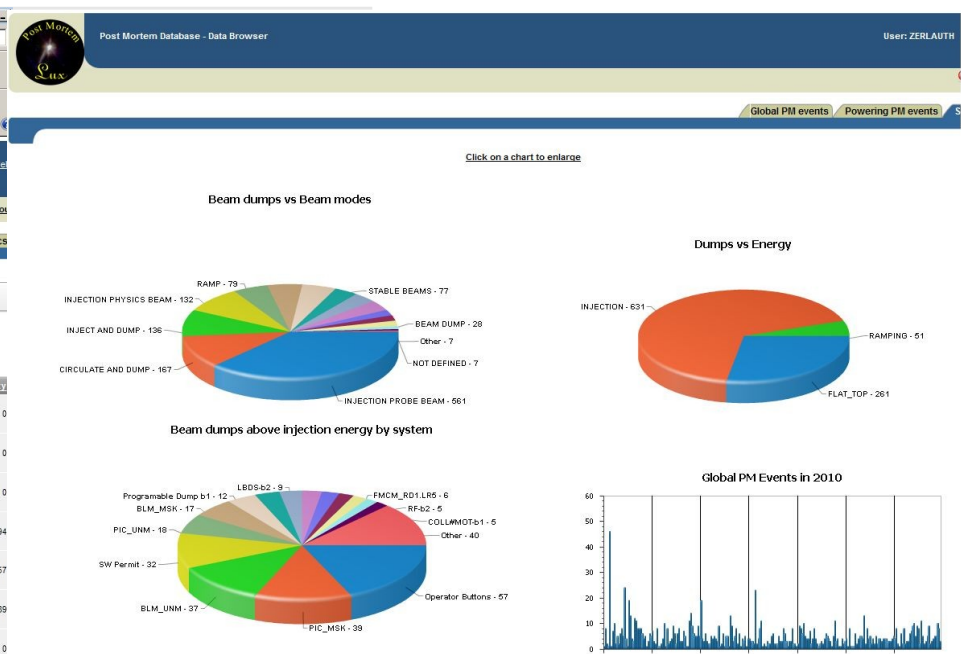 Post Mortem
Lux
Post Mortem Database - Data Browser
User: ZERLAUTH
Global PM events
Powering PM events
S
Click on a chart to enlarge
Beam dumps vs Beam modes
RAMP - 79
INJECTION PHYSICS BEAM - 132
INJECT AND DUMP - 136
CIRCULATE AND DUMP - 167
STABLE BEAMS - 77
BEAM DUMP - 28
Other - 7
NOT DEFINED - 7
INJECTION PROBE BEAM - 561
Dumps vs Energy
INJECTION - 631
RAMPING - 51
FLAT_TOP - 261
Beam dumps above injection energy by system
LBDS-b2 - 9
Programable Dump b1 - 12
BLM_MSK - 17
PIC_UNM - 18
SW Permit - 32
BLM_UNM - 37
PIC_MSK - 39
FMCM_RD1.LR5 - 6
RF-b2 - 5
COLL#MOT-b1 - 5
Other - 40
Operator Buttons - 57
Global PM Events in 2010
60
50
40
30
20
10
0